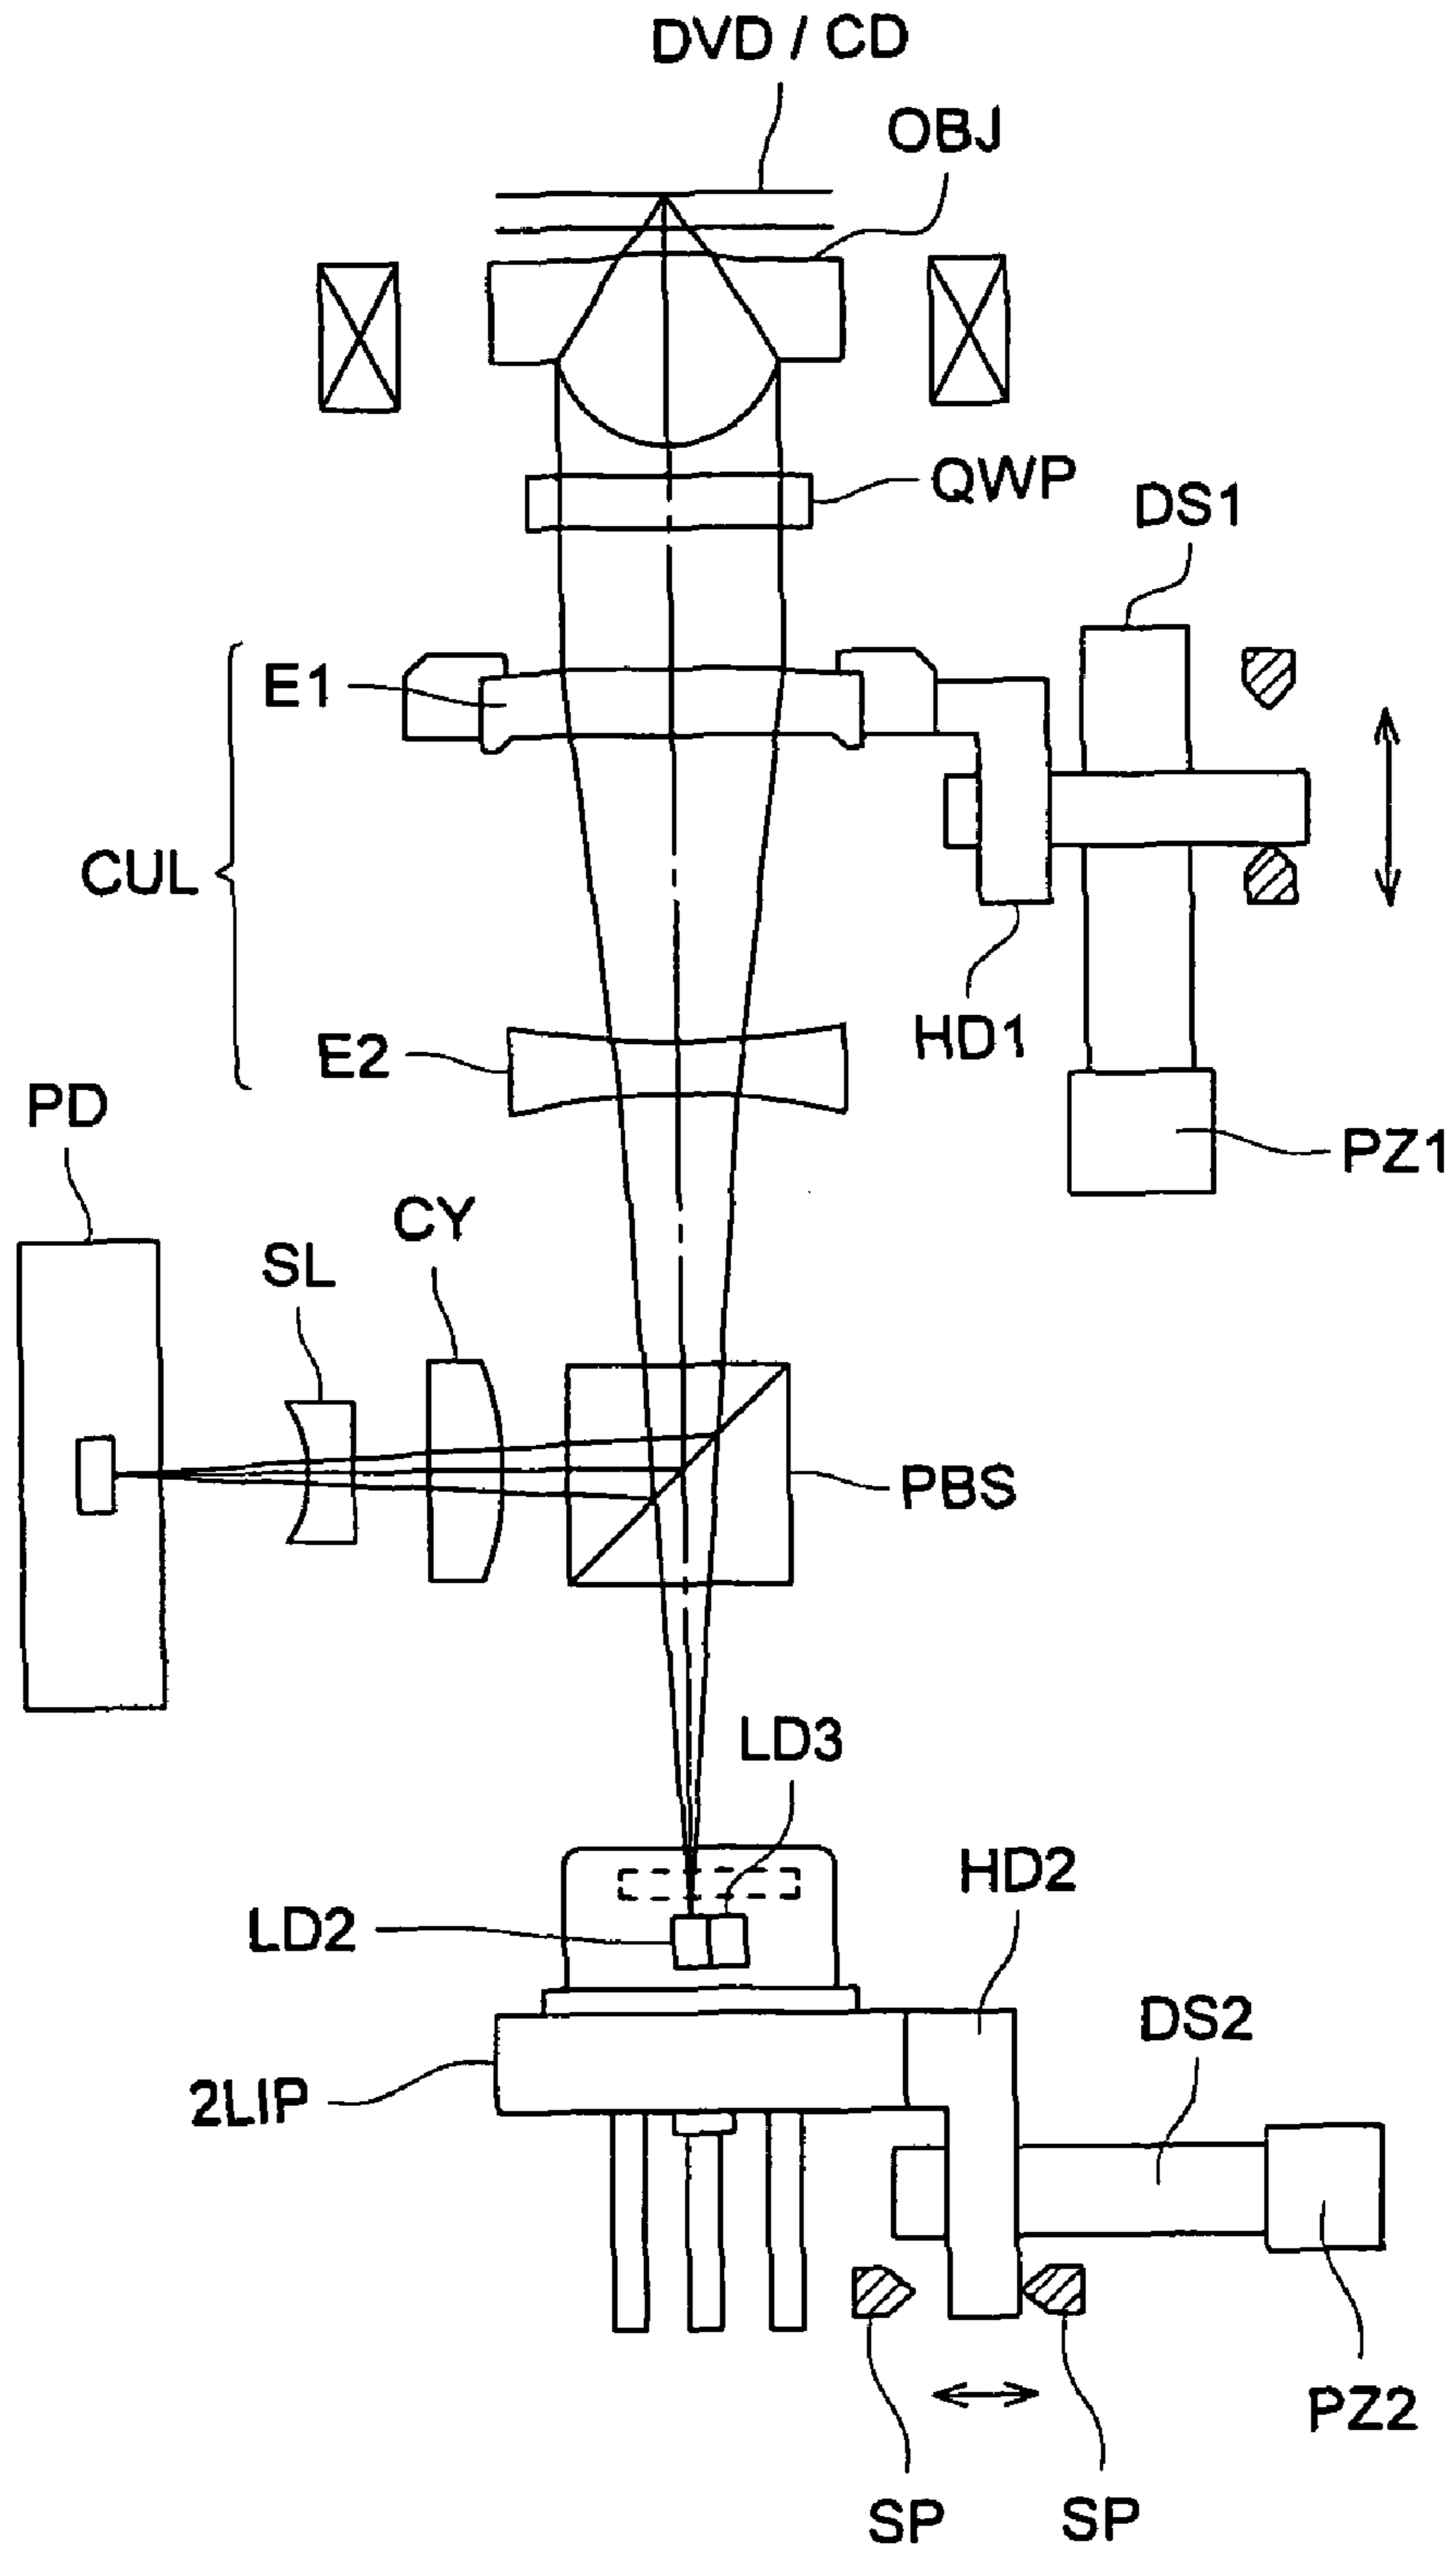 DVD / CD
OBJ
QWP
DS1
E1
CUL
HD1
E2
PD
PZ1
CY
SL
PBS
LD3
HD2
LD2
DS2
2LIP
PZ2
SP
SP